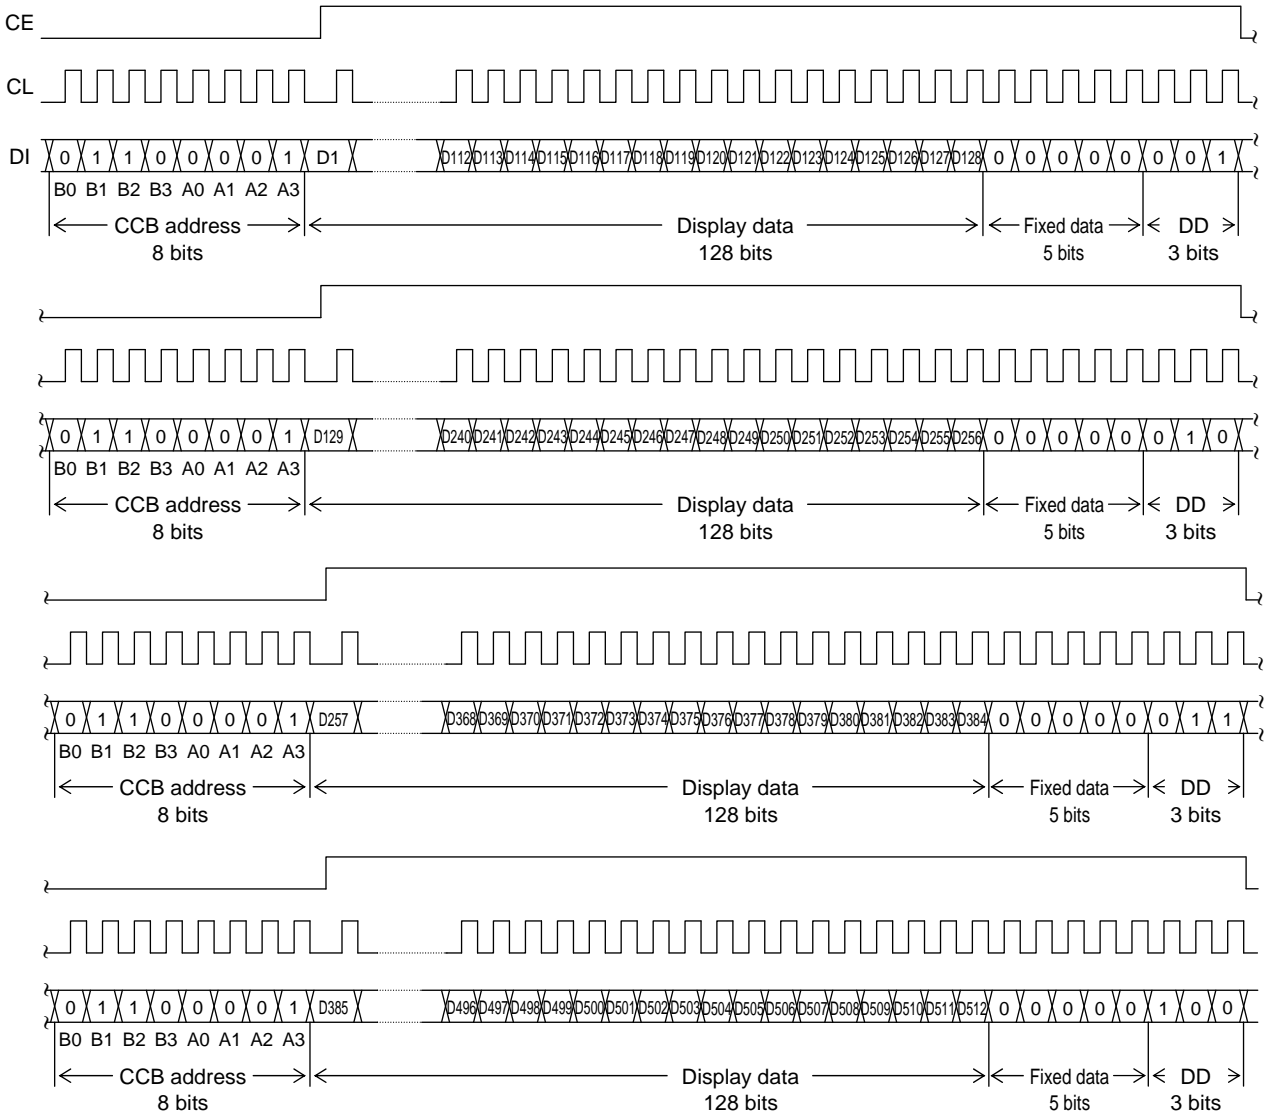 CE
CL
DI 0 1 1 0 0 0 0 1 D1 D112 D113 D114 D115 D116 D117 D118 D119 D120 D121 D122 D123 D124 D125 D126 D127 D128 0 0 0 0 0 0 0 1
B0 B1 B2 B3 A0 A1 A2 A3
CCB address Display data Fixed data DD
8 bits 128 bits 5 bits 3 bits
0 1 1 0 0 0 0 1 D129 D240 D241 D242 D243 D244 D245 D246 D247 D248 D249 D250 D251 D252 D253 D254 D255 D256 0 0 0 0 0 0 1 0
B0 B1 B2 B3 A0 A1 A2 A3
CCB address Display data Fixed data DD
8 bits 128 bits 5 bits 3 bits
0 1 1 0 0 0 0 1 D257 D368 D369 D370 D371 D372 D373 D374 D375 D376 D377 D378 D379 D380 D381 D382 D383 D384 0 0 0 0 0 0 1 1
B0 B1 B2 B3 A0 A1 A2 A3
CCB address Display data Fixed data DD
8 bits 128 bits 5 bits 3 bits
0 1 1 0 0 0 0 1 D385 D496 D497 D498 D499 D500 D501 D502 D503 D504 D505 D506 D507 D508 D509 D510 D511 D512 0 0 0 0 0 1 0 0
B0 B1 B2 B3 A0 A1 A2 A3
CCB address Display data Fixed data DD
8 bits 128 bits 5 bits 3 bits